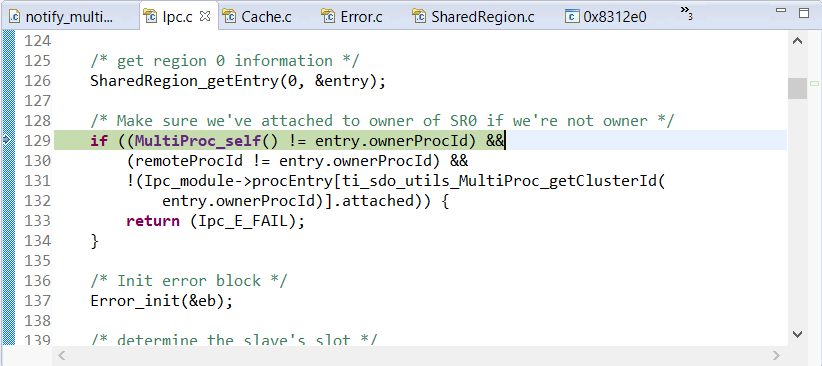 notify_multi... Ipc.c Cache.c Error.c SharedRegion.c 0x8312e0 »3
124
125 /* get region 0 information */
126 SharedRegion_getEntry(0, &entry);
127
128 /* Make sure we've attached to owner of SR0 if we're not owner */
129 if ((MultiProc_self() != entry.ownerProcId) &&
130 (remoteProcId != entry.ownerProcId) &&
131 !(Ipc_module->procEntry[ti_sdo_utils_MultiProc_getClusterId(
132 entry.ownerProcId)].attached)) {
133 return (Ipc_E_FAIL);
134 }
135
136 /* Init error block */
137 Error_init(&eb);
138
139 /* determine the slave's slot */